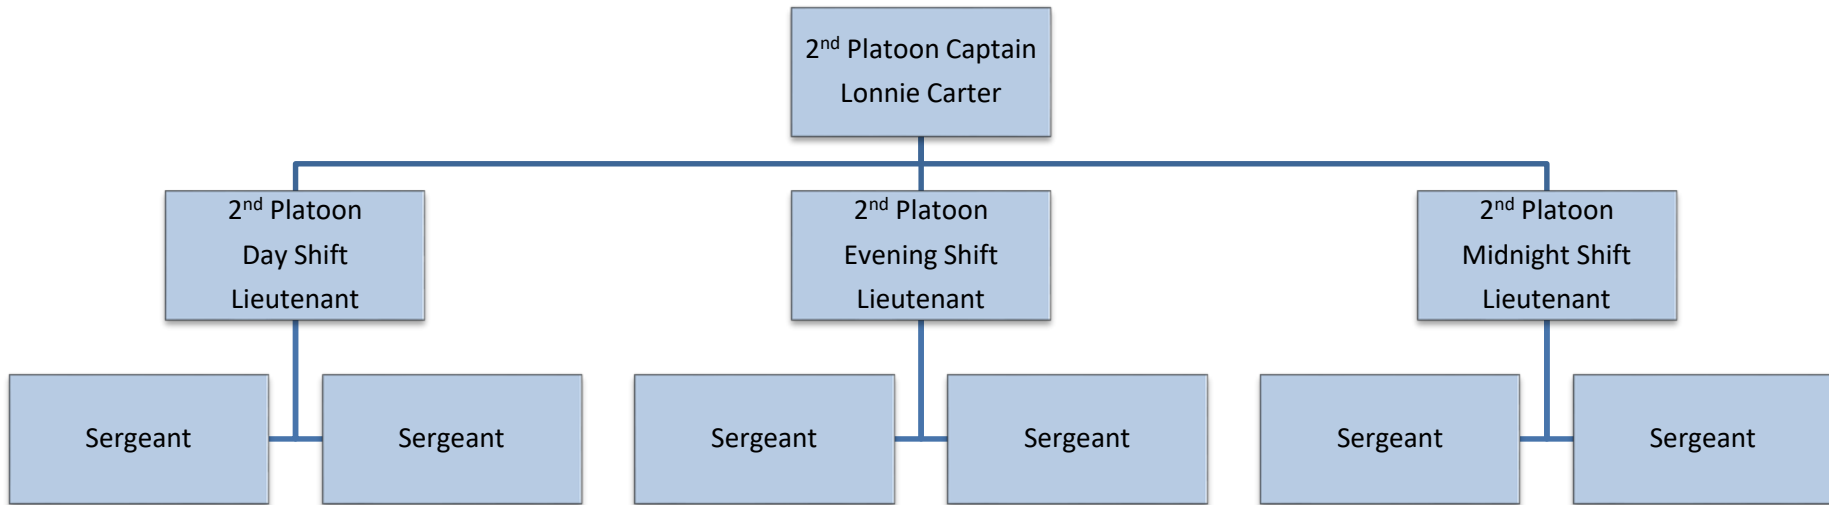 2nd Platoon Captain
Lonnie Carter
2nd Platoon
Day Shift
Lieutenant
2nd Platoon
Evening Shift
Lieutenant
2nd Platoon
Midnight Shift
Lieutenant
Sergeant
Sergeant
Sergeant
Sergeant
Sergeant
Sergeant